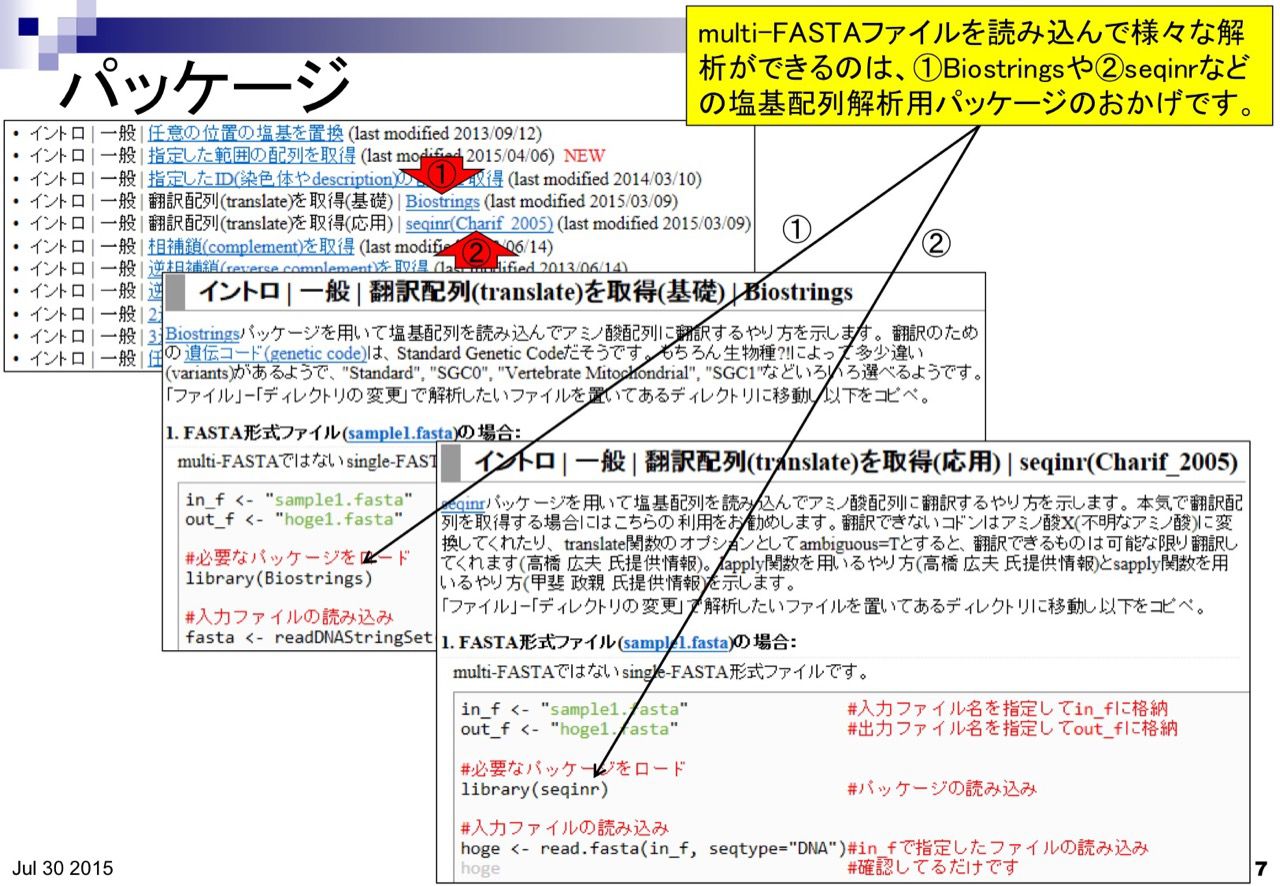 パッケージ
multi-FASTAファイルを読み込んで様々な解
析ができるのは、①Biostringsや②seqinrなど
の塩基配列解析用パッケージのおかげです。
• イントロ | 一般 | 任意の位置の塩基を置換 (last modified 2013/09/12)
• イントロ | 一般 | 指定した範囲の配列を取得 (last modified 2015/04/06) NEW
• イントロ | 一般 | 指定したID(染色体やdescription)の 取得 (last modified 2014/03/10)
①
• イントロ | 一般 | 翻訳配列(translate)を取得(基礎) | Biostrings (last modified 2015/03/09)
• イントロ | 一般 | 翻訳配列(translate)を取得(応用) | seqinr(Charif_2005) (last modified 2015/03/09)
• イントロ | 一般 | 相補鎖(complement)を取得 (last modifie 06/14)
②
• イントロ | 一般 | 逆相補鎖(reverse complement)を取得 (last modified 2013/06/14)
• イントロ | 一般 | 逆
• イントロ | 一般 | 2
• イントロ | 一般 | 3
• イントロ | 一般 | 任
①
②
イントロ | 一般 | 翻訳配列(translate)を取得(基礎) | Biostrings
Biostringsパッケージを用いて塩基配列を読み込んでアミノ酸配列に翻訳するやり方を示します。翻訳のため
の遺伝コード(genetic code)は、Standard Genetic Codeだそうです。もちろん生物種?!によって多少違い
(variants)があるようで、"Standard", "SGC0", "Vertebrate Mitochondrial", "SGC1"などいろいろ選べるようです。
「ファイル」−「ディレクトリの変更」で解析したいファイルを置いてあるディレクトリに移動し以下をコピペ。
1. FASTA形式ファイル(sample1.fasta)の場合:
multi-FASTAではないsingle-FAST
in_f <- "sample1.fasta"
out_f <- "hoge1.fasta"
#必要なパッケージをロード
library(Biostrings)
#入力ファイルの読み込み
fasta <- readDNAStringSet
イントロ | 一般 | 翻訳配列(translate)を取得(応用) | seqinr(Charif_2005)
seqinrパッケージを用いて塩基配列を読み込んでアミノ酸配列に翻訳するやり方を示します。本気で翻訳配
列を取得する場合にはこちらの利用をお勧めします。翻訳できないコドンはアミノ酸X(不明なアミノ酸)に変
換してくれたり、translate関数のオプションとしてambiguous=Tとすると、翻訳できるものは可能な限り翻訳し
てくれます(高橋 広夫 氏提供情報)。lapply関数を用いるやり方(高橋 広夫 氏提供情報)とsapply関数を用
いるやり方(甲斐 政親 氏提供情報)を示します。
「ファイル」−「ディレクトリの変更」で解析したいファイルを置いてあるディレクトリに移動し以下をコピペ。
1. FASTA形式ファイル(sample1.fasta)の場合:
multi-FASTAではないsingle-FASTA形式ファイルです。
in_f <- "sample1.fasta" #入力ファイル名を指定してin_fに格納
out_f <- "hoge1.fasta" #出力ファイル名を指定してout_fに格納
#必要なパッケージをロード
library(seqinr) #パッケージの読み込み
#入力ファイルの読み込み
hoge <- read.fasta(in_f, seqtype="DNA")#in_fで指定したファイルの読み込み
hoge #確認してるだけです
Jul 30 2015
7